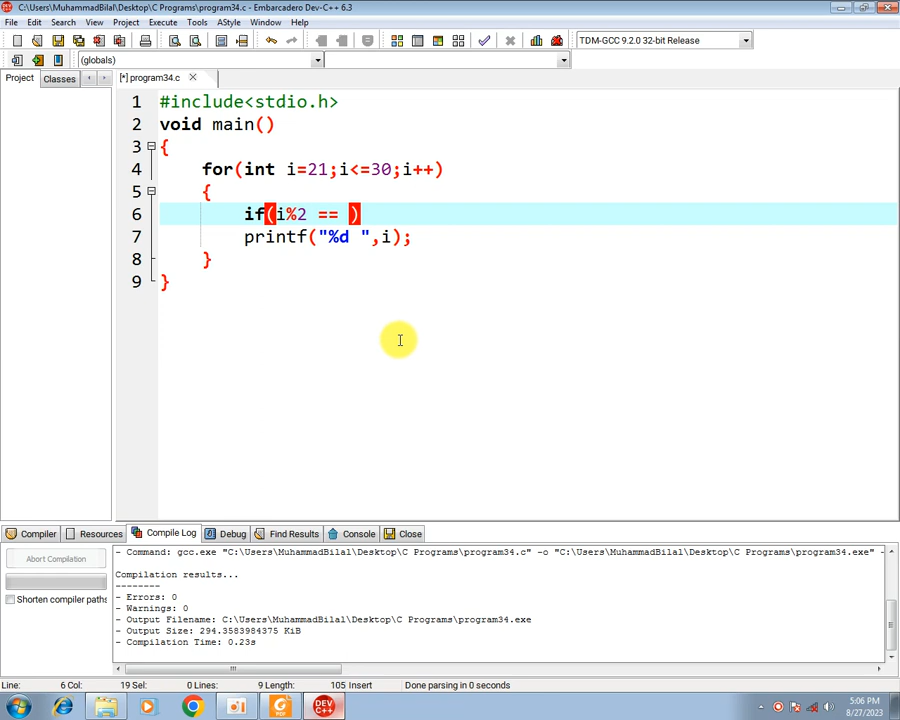 C:\Users\MuhammadBilal\Desktop\C Programs\program34.c - Embarcadero Dev-C++ 6.3
File Edit Search View Project Execute Tools AStyle Window Help
TDM-GCC 9.2.0 32-bit Release
(globals)
Project Classes [*] program34.c
1 #include<stdio.h>
2 void main()
3 {
4 for(int i=21;i<=30;i++)
5 {
6 if(i%2 == )
7 printf("%d ",i);
8 }
9 }
Compiler Resources Compile Log Debug Find Results Console Close
Abort Compilation
Shorten compiler paths
- Command: gcc.exe "C:\Users\MuhammadBilal\Desktop\C Programs\program34.c" -o "C:\Users\MuhammadBilal\Desktop\C Programs\program34.exe" -
Compilation results...
--------
- Errors: 0
- Warnings: 0
- Output Filename: C:\Users\MuhammadBilal\Desktop\C Programs\program34.exe
- Output Size: 294.3583984375 KiB
- Compilation Time: 0.23s
Line: 6 Col: 19 Sel: 0 Lines: 9 Length: 105 Insert Done parsing in 0 seconds
DEV C++
5:06 PM
8/27/2023